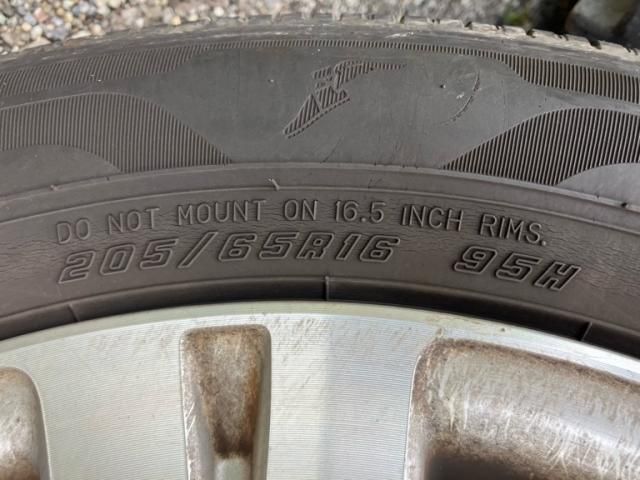 DO NOT MOUNT ON 16.5 INCH RIMS.
205/65R16 95H